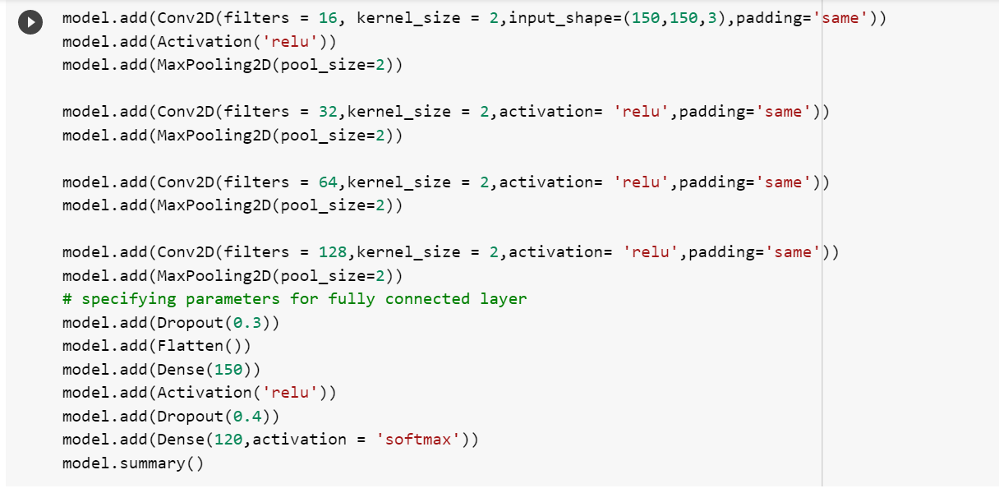 model.add(Conv2D(filters = 16, kernel_size = 2,input_shape=(150,150,3),padding='same'))
model.add(Activation('relu'))
model.add(MaxPooling2D(pool_size=2))
model.add(Conv2D(filters = 32,kernel_size = 2,activation= 'relu',padding='same'))
model.add(MaxPooling2D(pool_size=2))
model.add(Conv2D(filters = 64,kernel_size = 2,activation= 'relu',padding='same'))
model.add(MaxPooling2D(pool_size=2))
model.add(Conv2D(filters = 128,kernel_size = 2,activation= 'relu',padding='same'))
model.add(MaxPooling2D(pool_size=2))
# specifying parameters for fully connected layer
model.add(Dropout(0.3))
model.add(Flatten())
model.add(Dense(150))
model.add(Activation('relu'))
model.add(Dropout(0.4))
model.add(Dense(120,activation = 'softmax'))
model.summary()